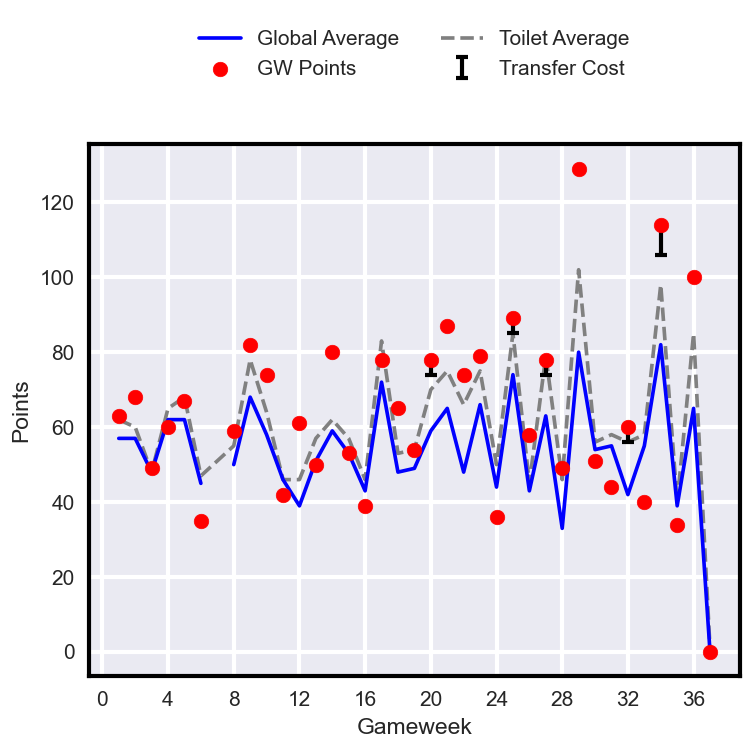 Global Average
Toilet Average
GW Points
Transfer Cost
Points
120
100
80
60
40
20
0
0 4 8 12 16 20 24 28 32 36
Gameweek